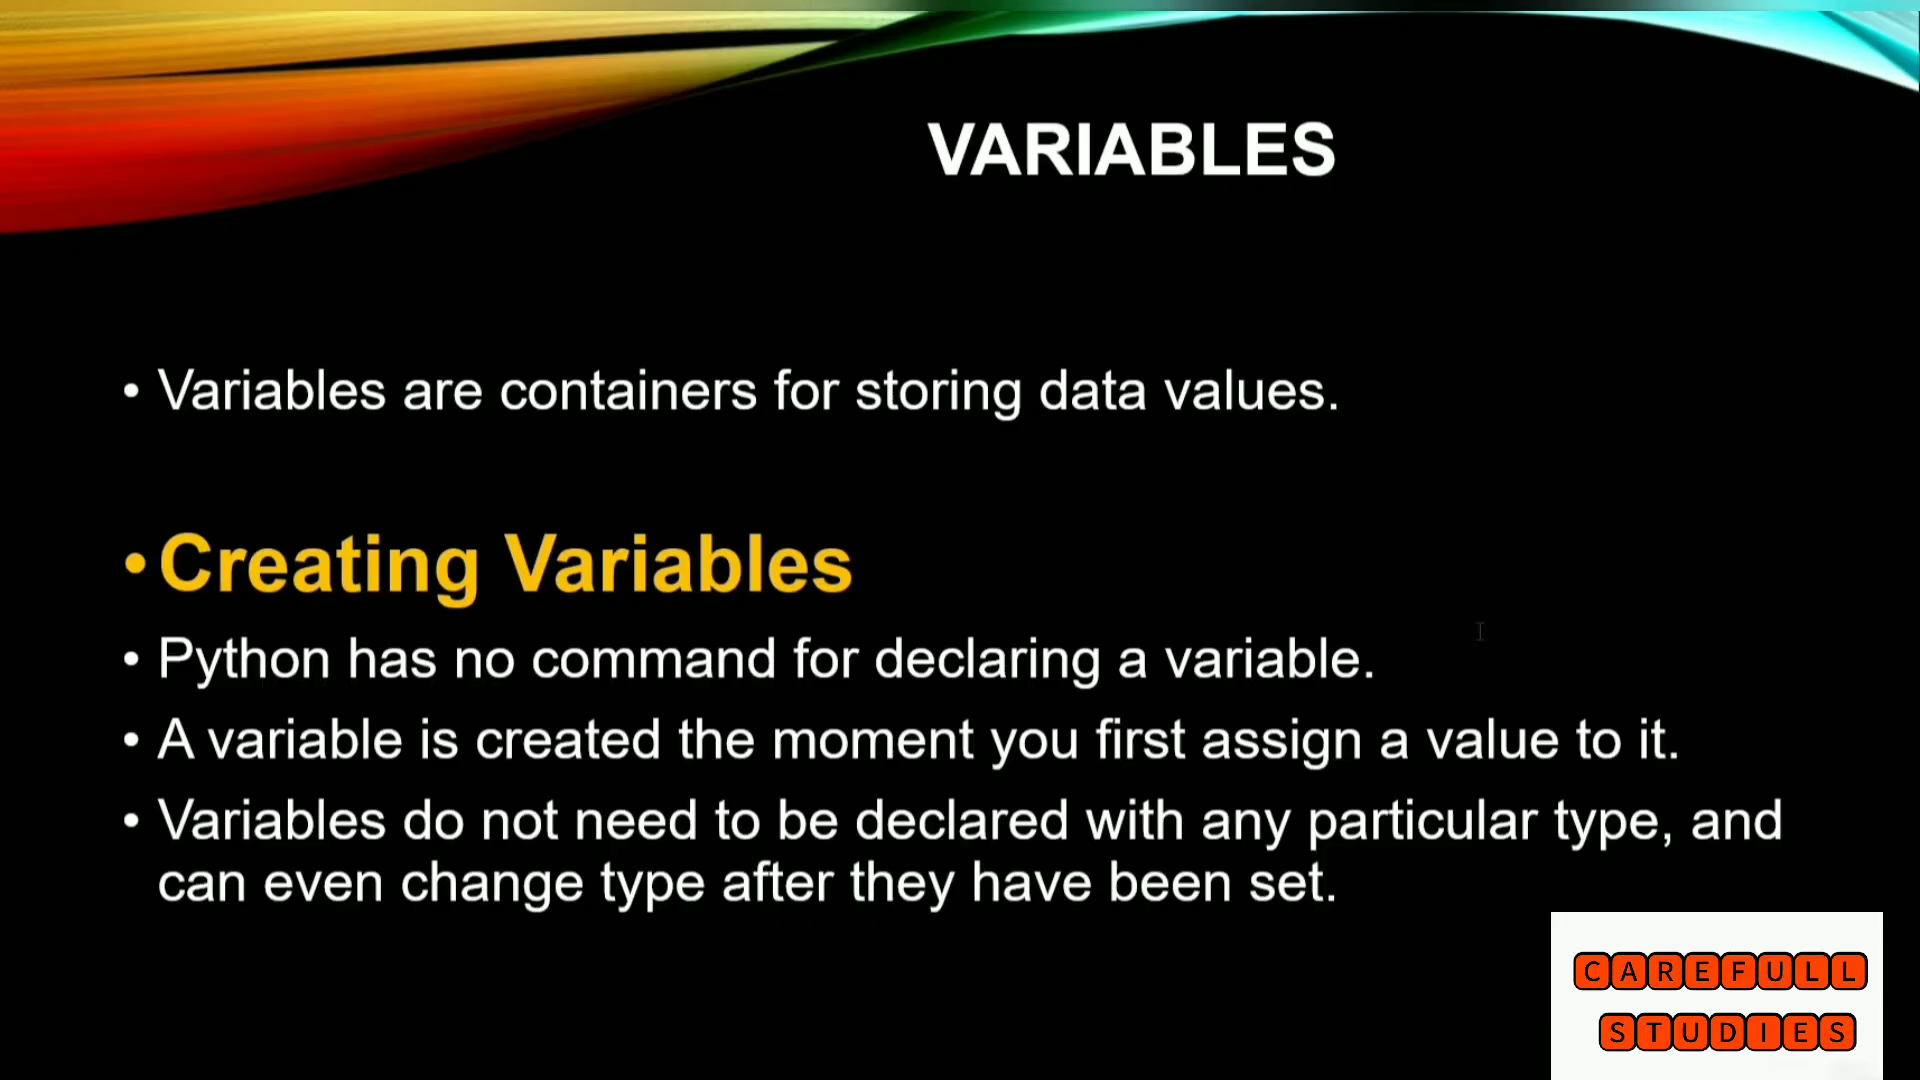 VARIABLES
• Variables are containers for storing data values.
• Creating Variables
• Python has no command for declaring a variable.
• A variable is created the moment you first assign a value to it.
• Variables do not need to be declared with any particular type, and
can even change type after they have been set.
CAREFULL
STUDIES